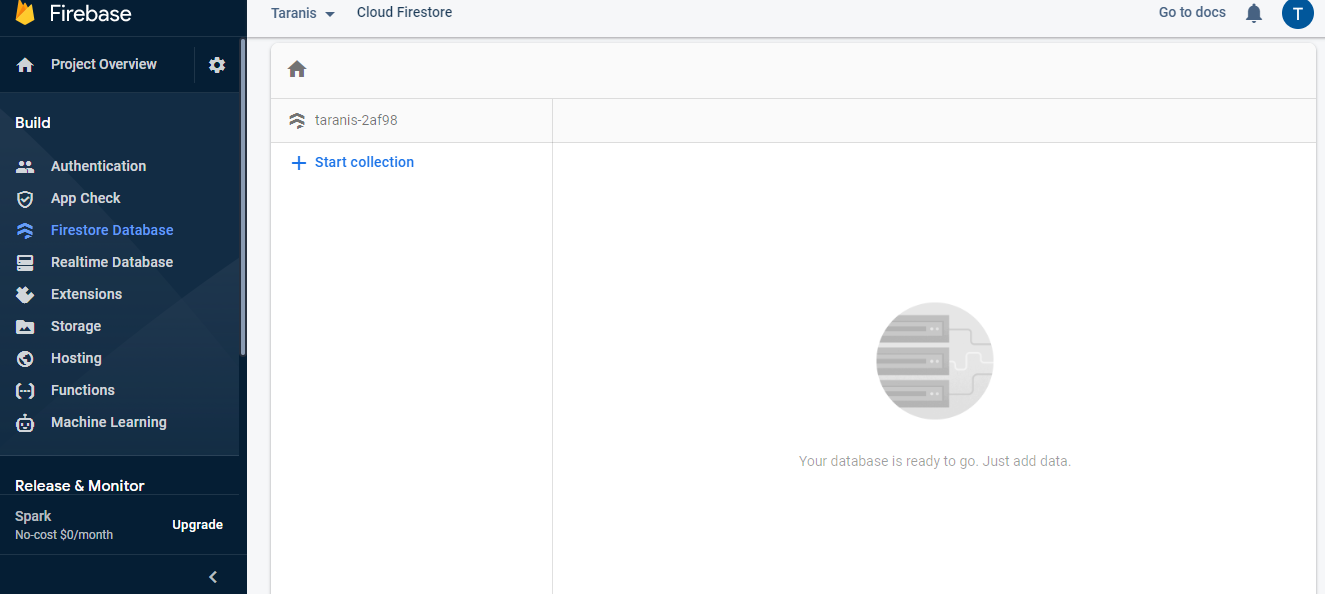 Firebase
Project Overview
Build
Authentication
App Check
Firestore Database
Realtime Database
Extensions
Storage
Hosting
Functions
Machine Learning
Release & Monitor
Spark
No-cost $0/month
Upgrade
Taranis
Cloud Firestore
Go to docs
T
taranis-2af98
Start collection
Your database is ready to go. Just add data.